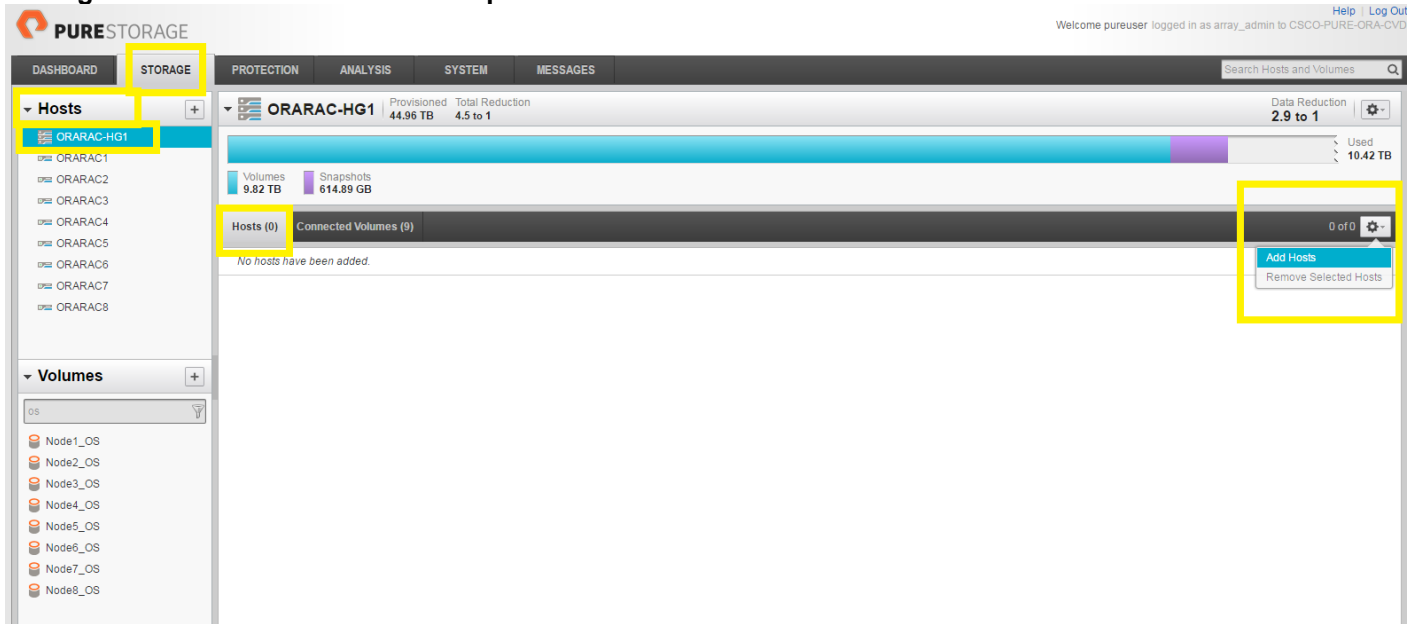 PURESTORAGE
Help | Log Out
Welcome pureuser logged in as array_admin to CSCO-PURE-ORA-CVD
DASHBOARD STORAGE PROTECTION ANALYSIS SYSTEM MESSAGES
Search Hosts and Volumes
Hosts
+
ORARAC-HG1
ORARAC1
ORARAC2
ORARAC3
ORARAC4
ORARAC5
ORARAC6
ORARAC7
ORARAC8
Volumes
+
os
Node1_OS
Node2_OS
Node3_OS
Node4_OS
Node5_OS
Node6_OS
Node7_OS
Node8_OS
ORARAC-HG1
Provisioned Total Reduction
44.96 TB 4.5 to 1
Data Reduction
2.9 to 1
Used
10.42 TB
Volumes Snapshots
9.82 TB 614.89 GB
Hosts (0) Connected Volumes (9)
0 of 0
No hosts have been added.
Add Hosts
Remove Selected Hosts